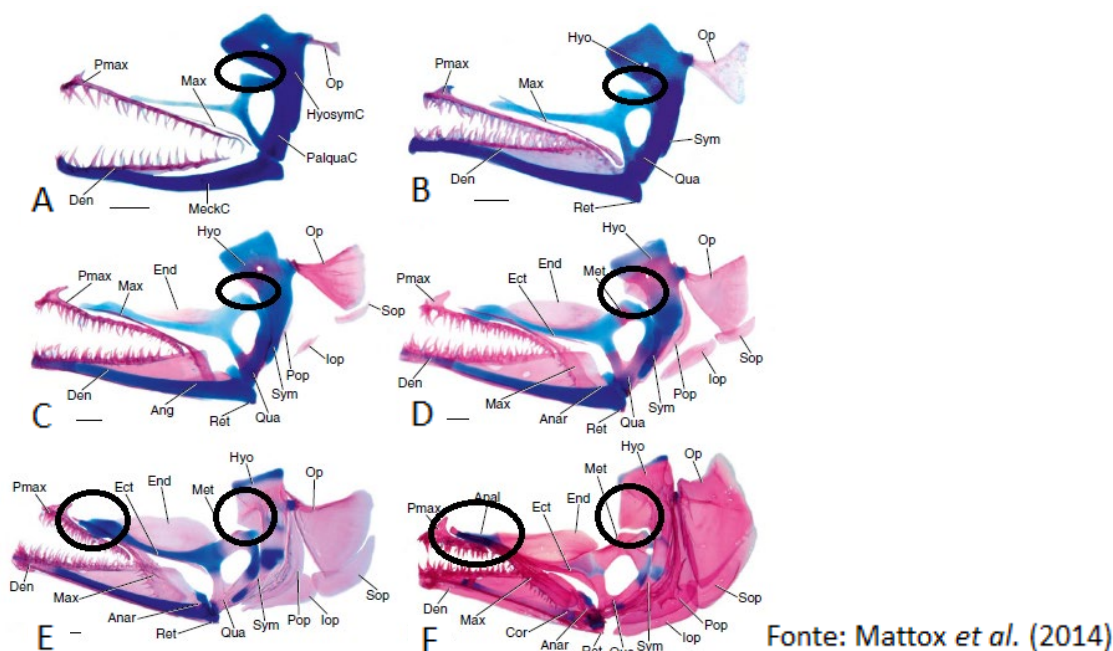 Pmax
Max
Op
HyosymC
PalquaC
Den
MeckC
A
Hyo
Op
Pmax
Max
Sym
Den
Qua
Ret
B
Hyo
Op
End
Pmax
Max
Sop
Iop
Pop
Den
Sym
Ang
Qua
Ret
C
Hyo
Op
Met
End
Ect
Pmax
Sop
Iop
Den
Pop
Max
Sym
Anar
Qua
Ret
D
Hyo
Op
Met
End
Ect
Pmax
Den
Sop
Max
Iop
Anar
Pop
Sym
Ret
Qua
E
Hyo
Op
Met
Anal
End
Pmax
Ect
Sop
Den
Max
Pop
Cor
Iop
Anar
Sym
Ret
Qua
F
Fonte: Mattox et al. (2014)